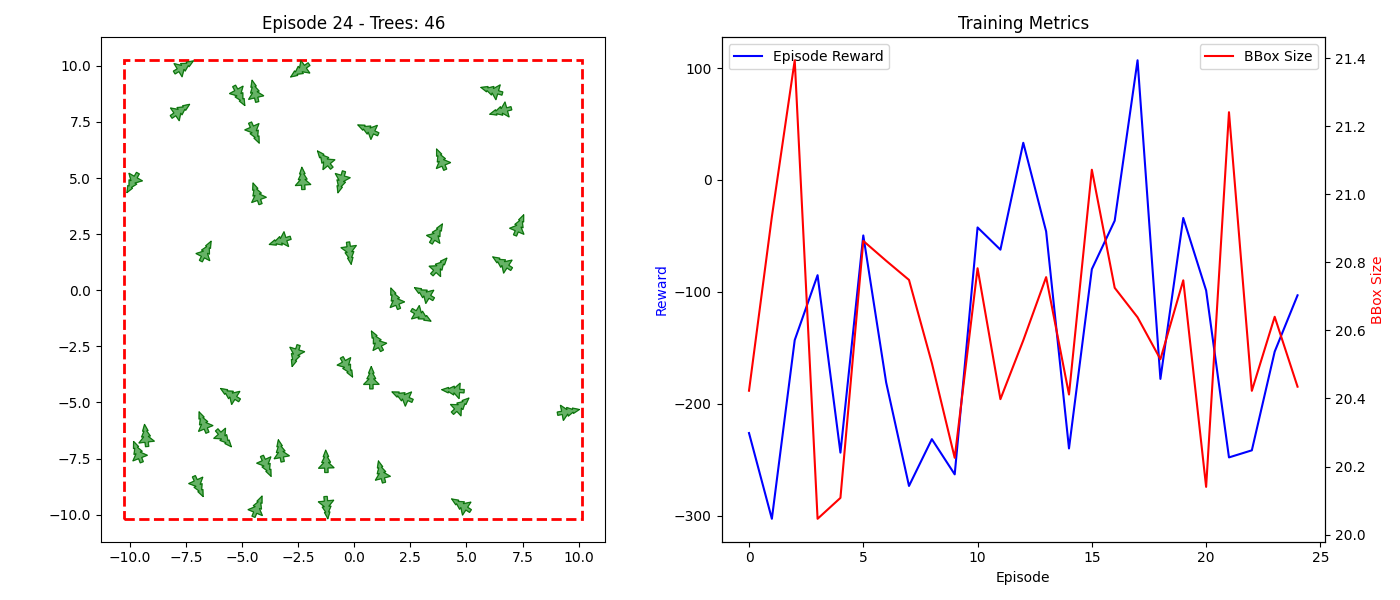 Episode 24 - Trees: 46
10.0
7.5
5.0
2.5
0.0
−2.5
−5.0
−7.5
−10.0
−10.0 −7.5 −5.0 −2.5 0.0 2.5 5.0 7.5 10.0
Training Metrics
Episode Reward
BBox Size
Reward
100
0
−100
−200
−300
0 5 10 15 20 25
Episode
21.4
21.2
21.0
20.8
20.6
20.4
20.2
20.0
BBox Size